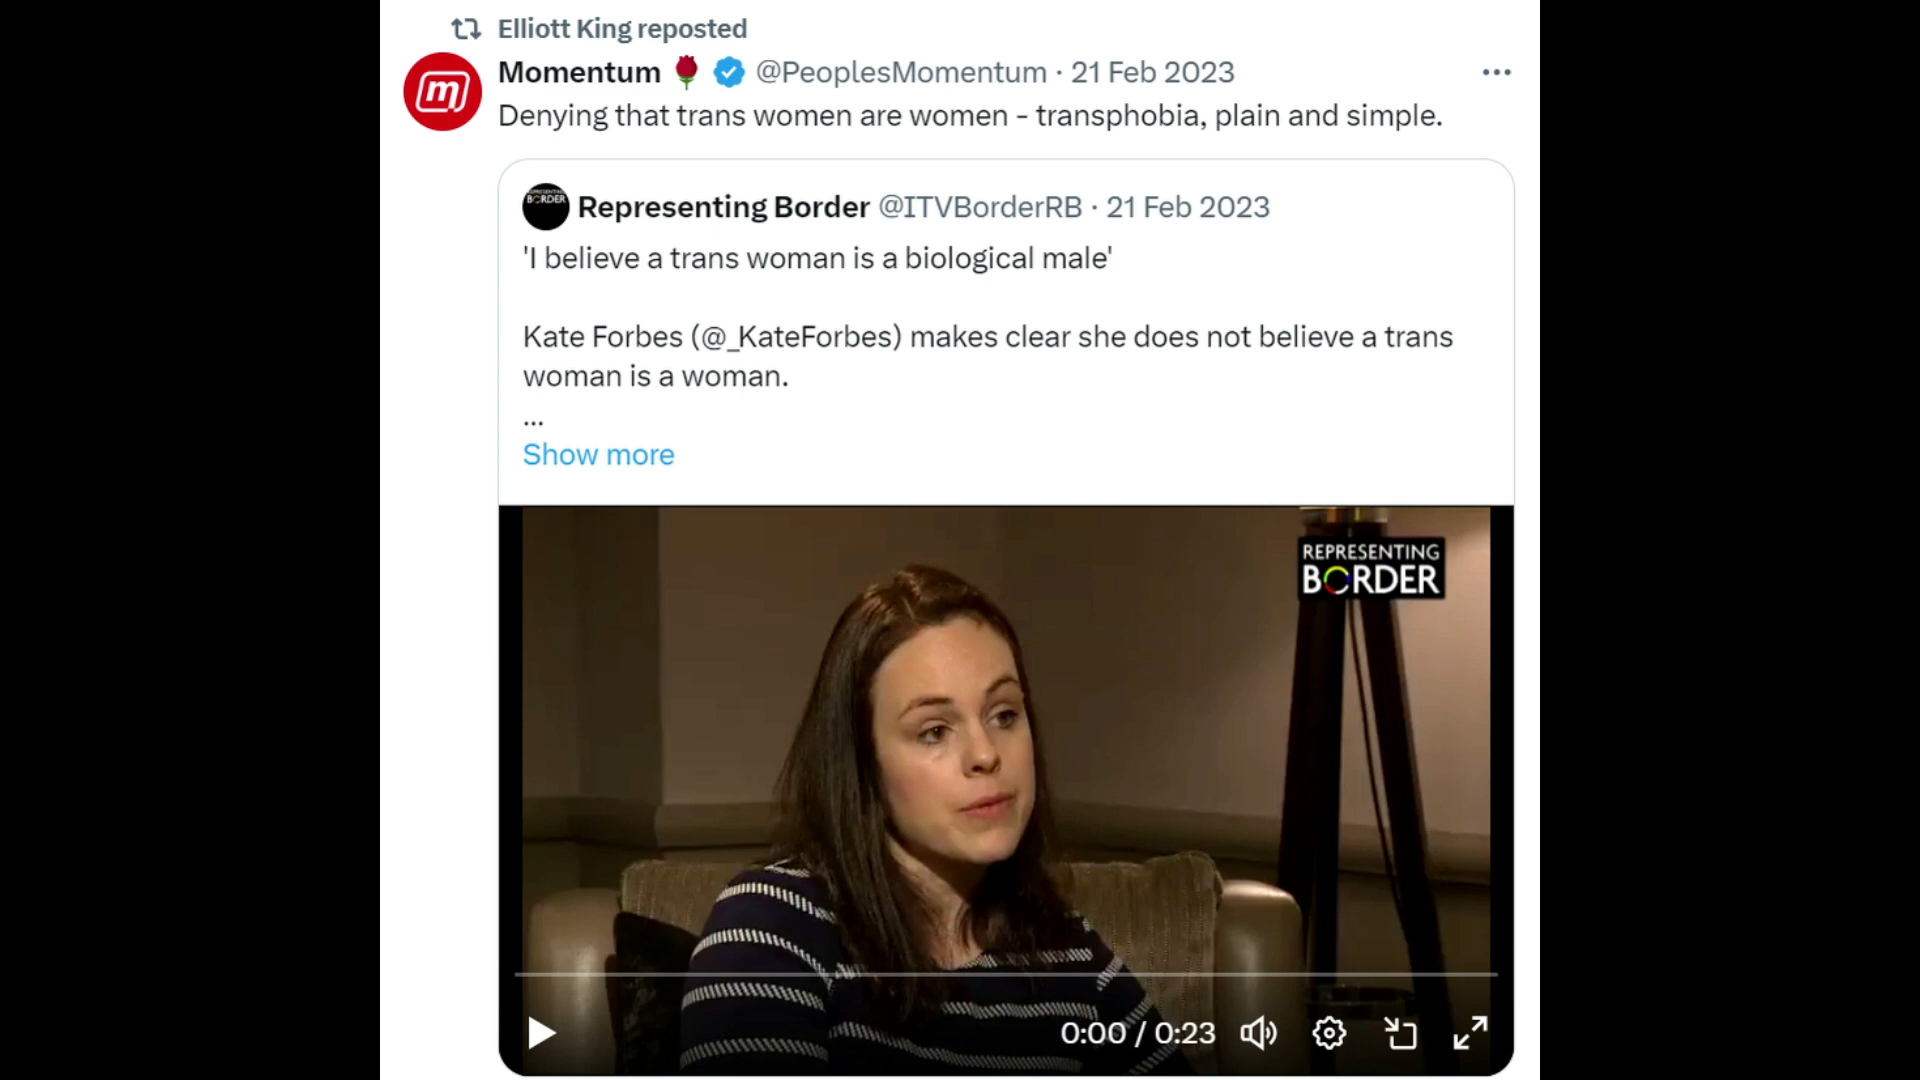 Elliott King reposted
m
Momentum 🌹 @PeoplesMomentum · 21 Feb 2023
Denying that trans women are women - transphobia, plain and simple.
REPRESENTING
BORDER
Representing Border @ITVBorderRB · 21 Feb 2023
'I believe a trans woman is a biological male'
Kate Forbes (@_KateForbes) makes clear she does not believe a trans
woman is a woman.
...
Show more
REPRESENTING
BORDER
0:00 / 0:23